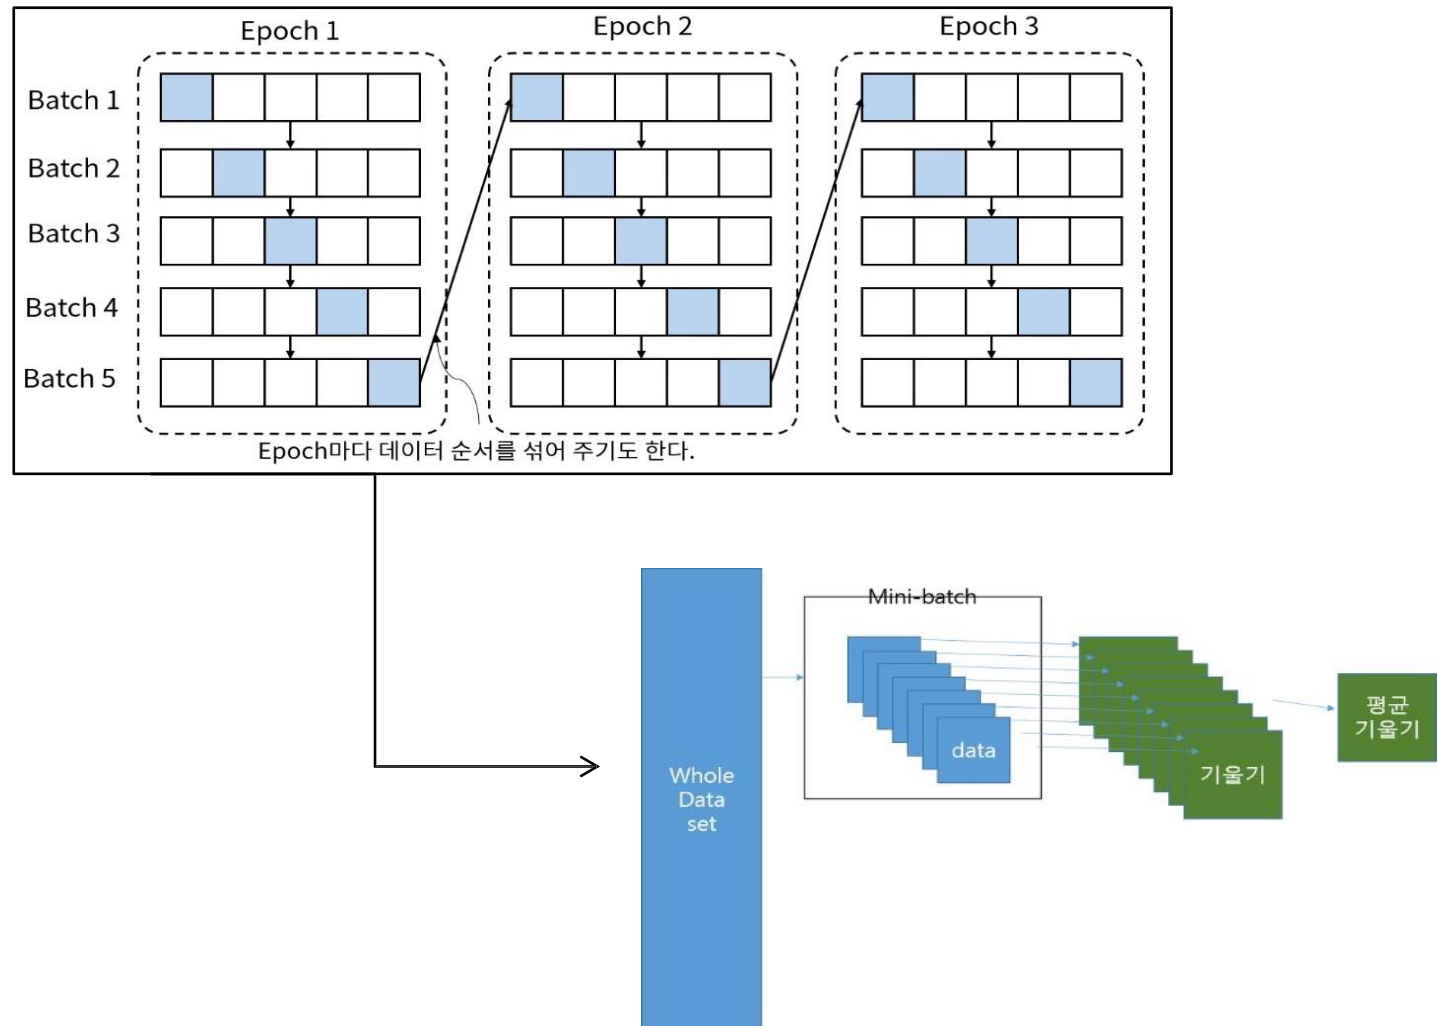 Epoch 1
Epoch 2
Epoch 3
Batch 1
Batch 2
Batch 3
Batch 4
Batch 5
Epoch마다 데이터 순서를 섞어 주기도 한다.
Mini-batch
data
Whole
Data
set
기울기
평균
기울기